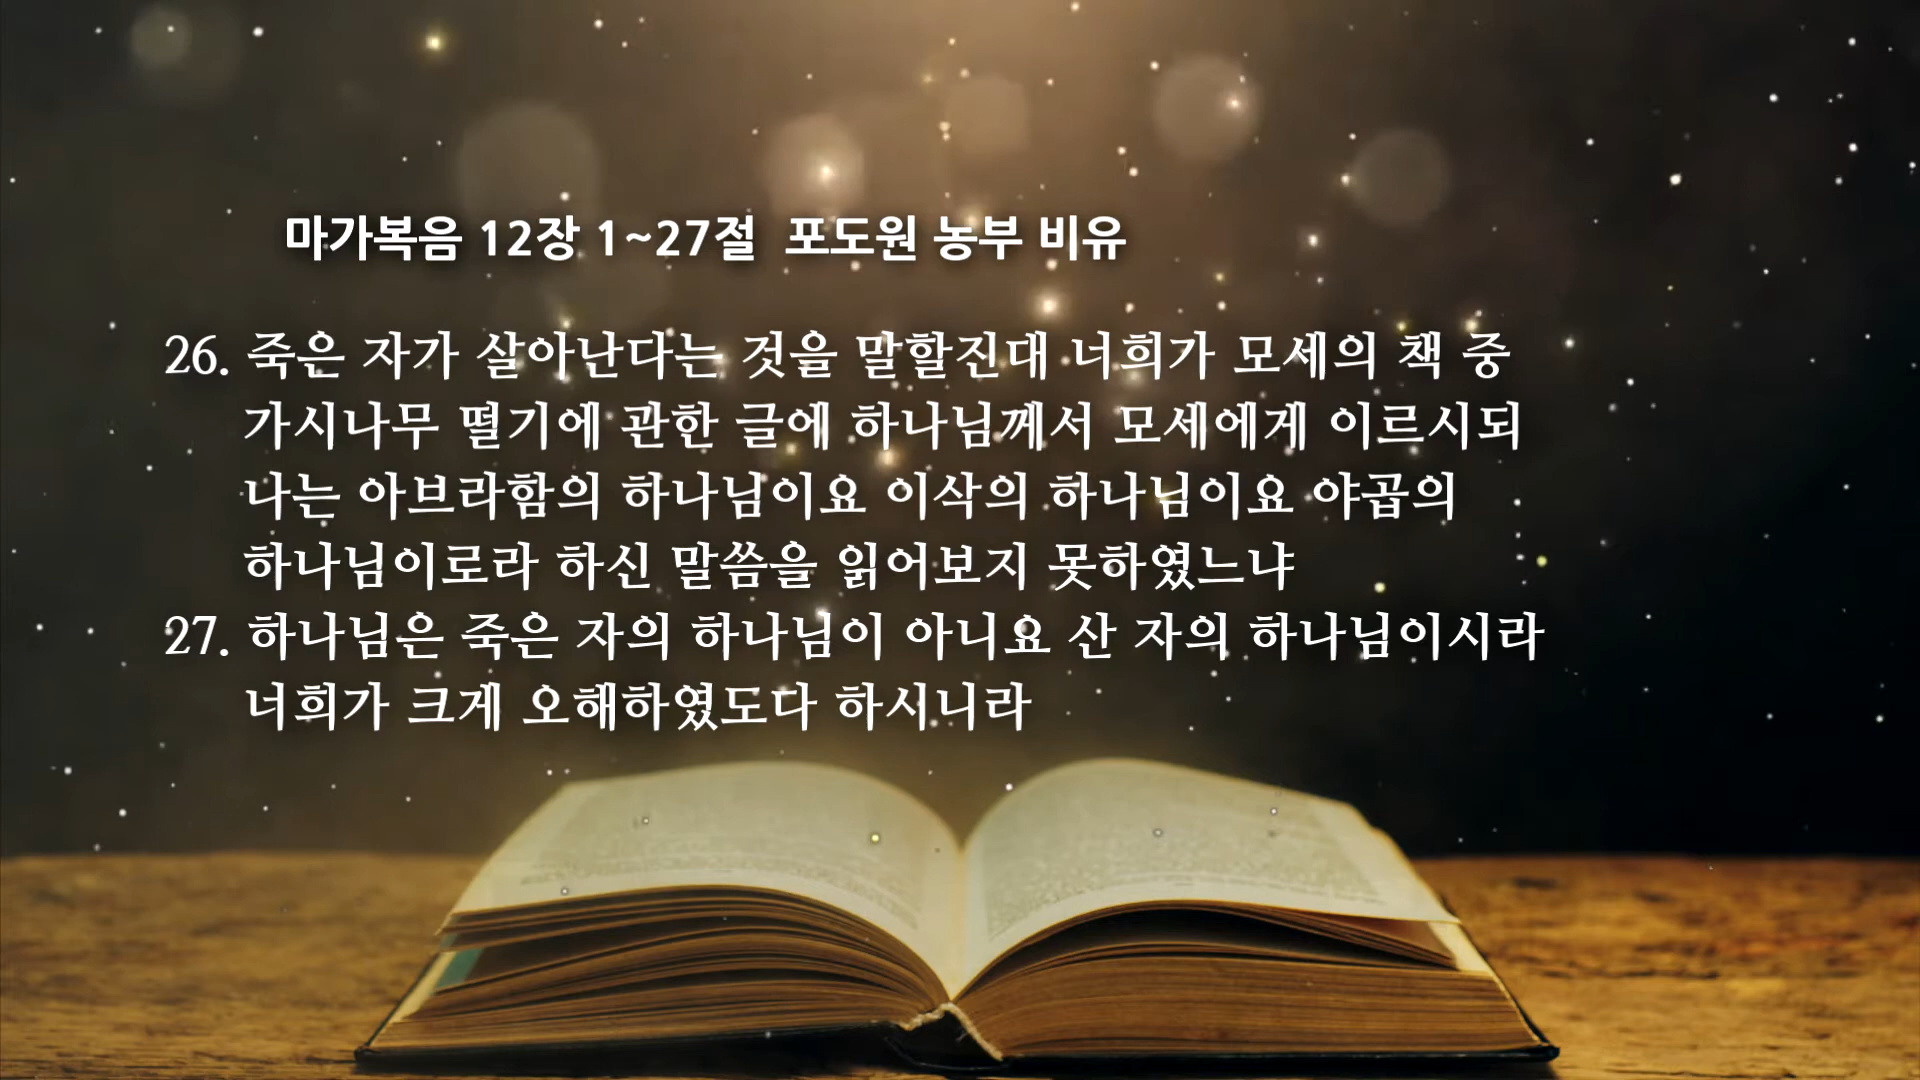 마가복음 12장 1~27절  포도원 농부 비유
26. 죽은 자가 살아난다는 것을 말할진대 너희가 모세의 책 중
가시나무 떨기에 관한 글에 하나님께서 모세에게 이르시되
나는 아브라함의 하나님이요 이삭의 하나님이요 야곱의
하나님이로라 하신 말씀을 읽어보지 못하였느냐
27. 하나님은 죽은 자의 하나님이 아니요 산 자의 하나님이시라
너희가 크게 오해하였도다 하시니라